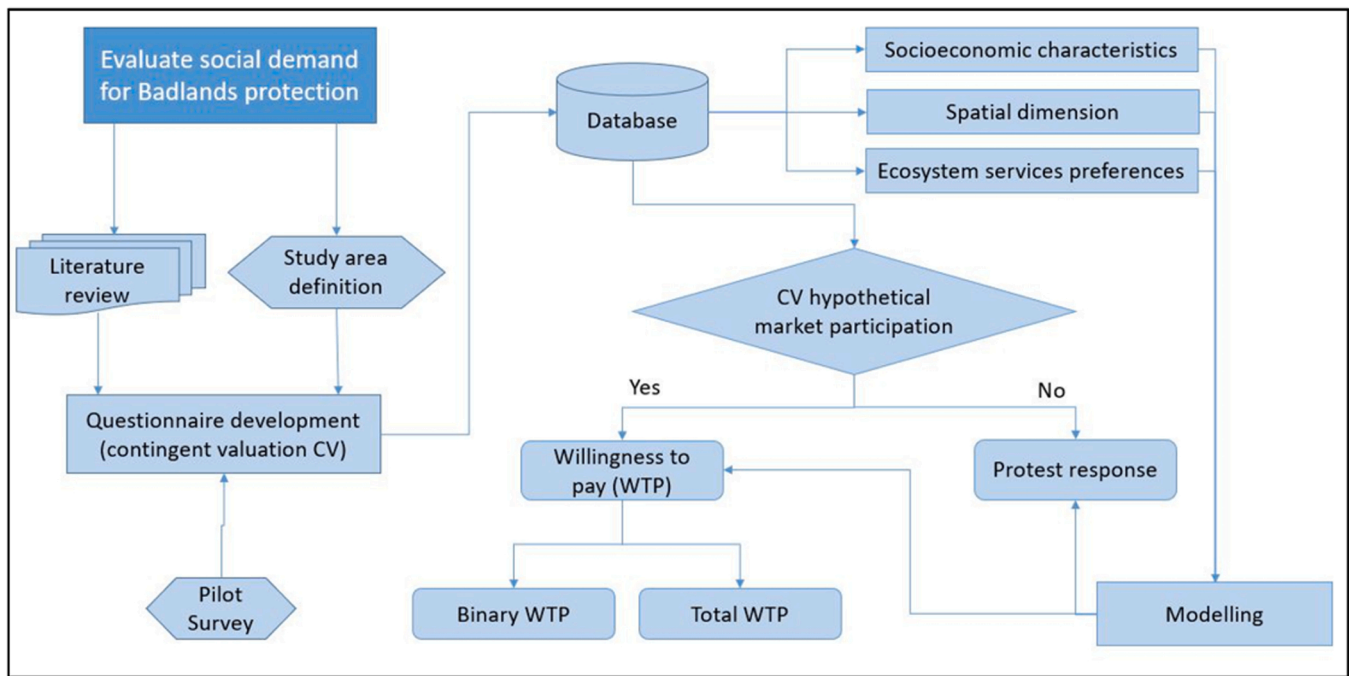 Evaluate social demand
for Badlands protection
Literature
review
Study area
definition
Questionnaire development
(contingent valuation CV)
Pilot
Survey
Database
Socioeconomic characteristics
Spatial dimension
Ecosystem services preferences
CV hypothetical
market participation
Yes
No
Willingness to
pay (WTP)
Protest response
Binary WTP
Total WTP
Modelling